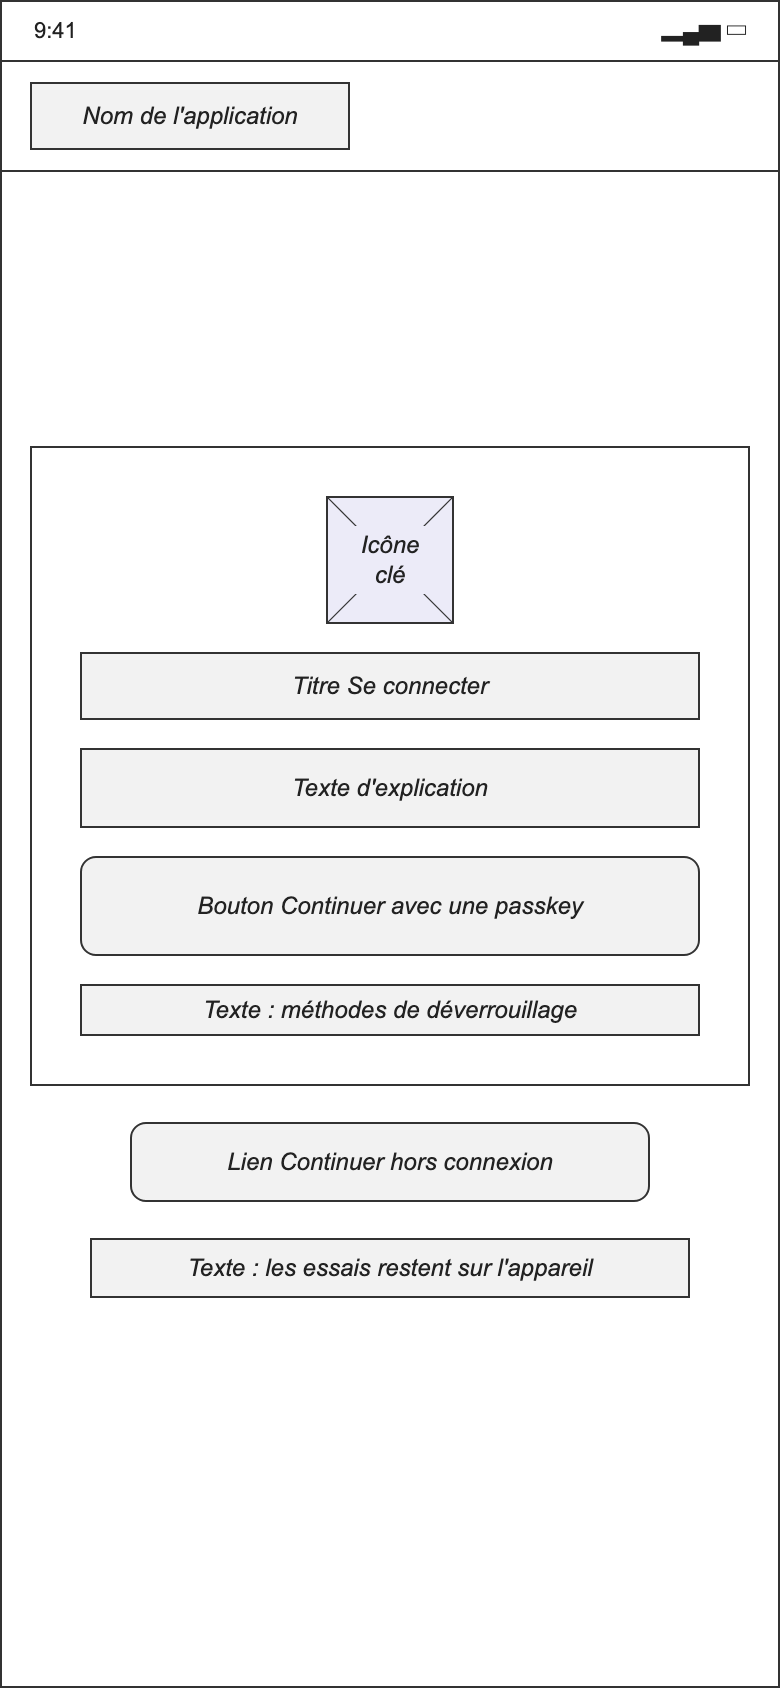 9:41
Nom de l'application
Icône
clé
Titre Se connecter
Texte d'explication
Bouton Continuer avec une passkey
Texte : méthodes de déverrouillage
Lien Continuer hors connexion
Texte : les essais restent sur l'appareil